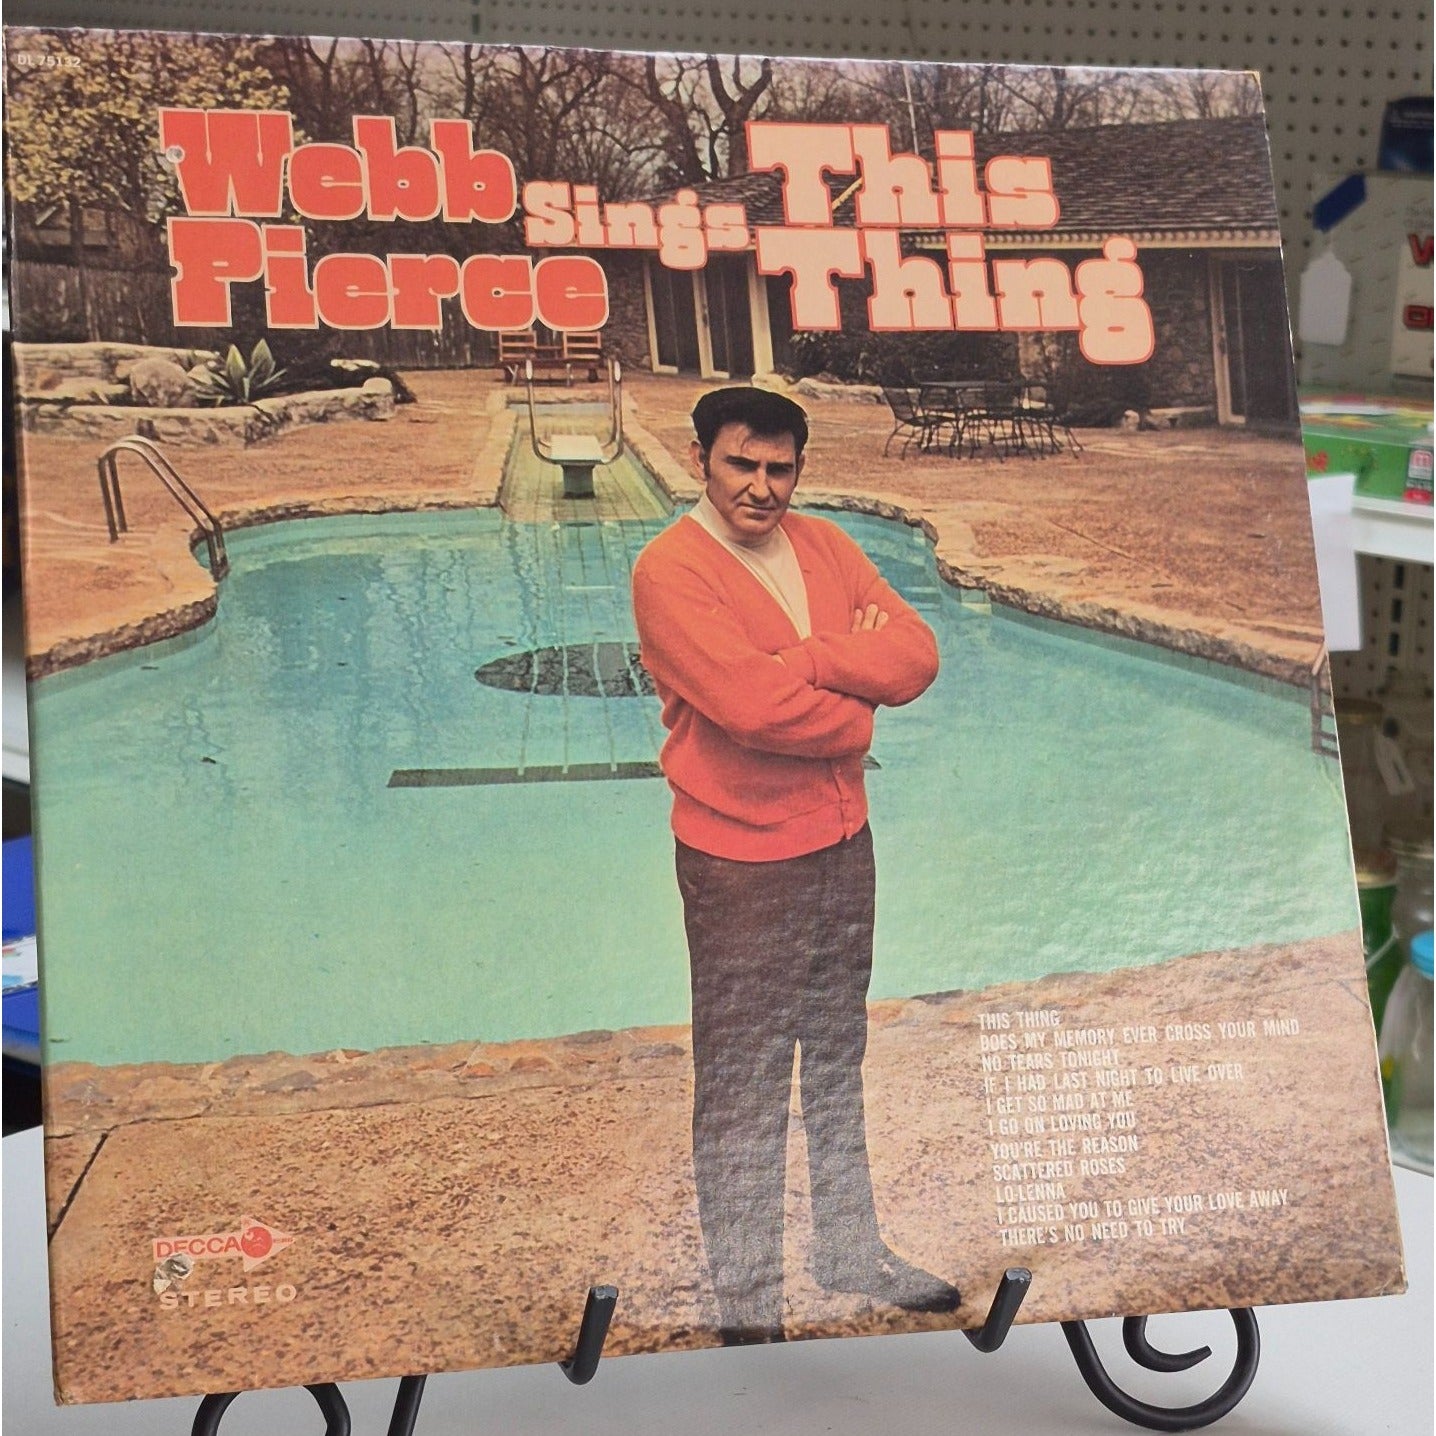 DL 75132
Webb
Pierce
Sings
This
Thing
THIS THING
DOES MY MEMORY EVER CROSS YOUR MIND
NO TEARS TONIGHT
IF I HAD LAST NIGHT TO LIVE OVER
I GET SO MAD AT ME
I GO ON LOVING YOU
YOU'RE THE REASON
SCATTERED ROSES
LO-LENNA
I CAUSED YOU TO GIVE YOUR LOVE AWAY
THERE'S NO NEED TO TRY
DECCA
STEREO